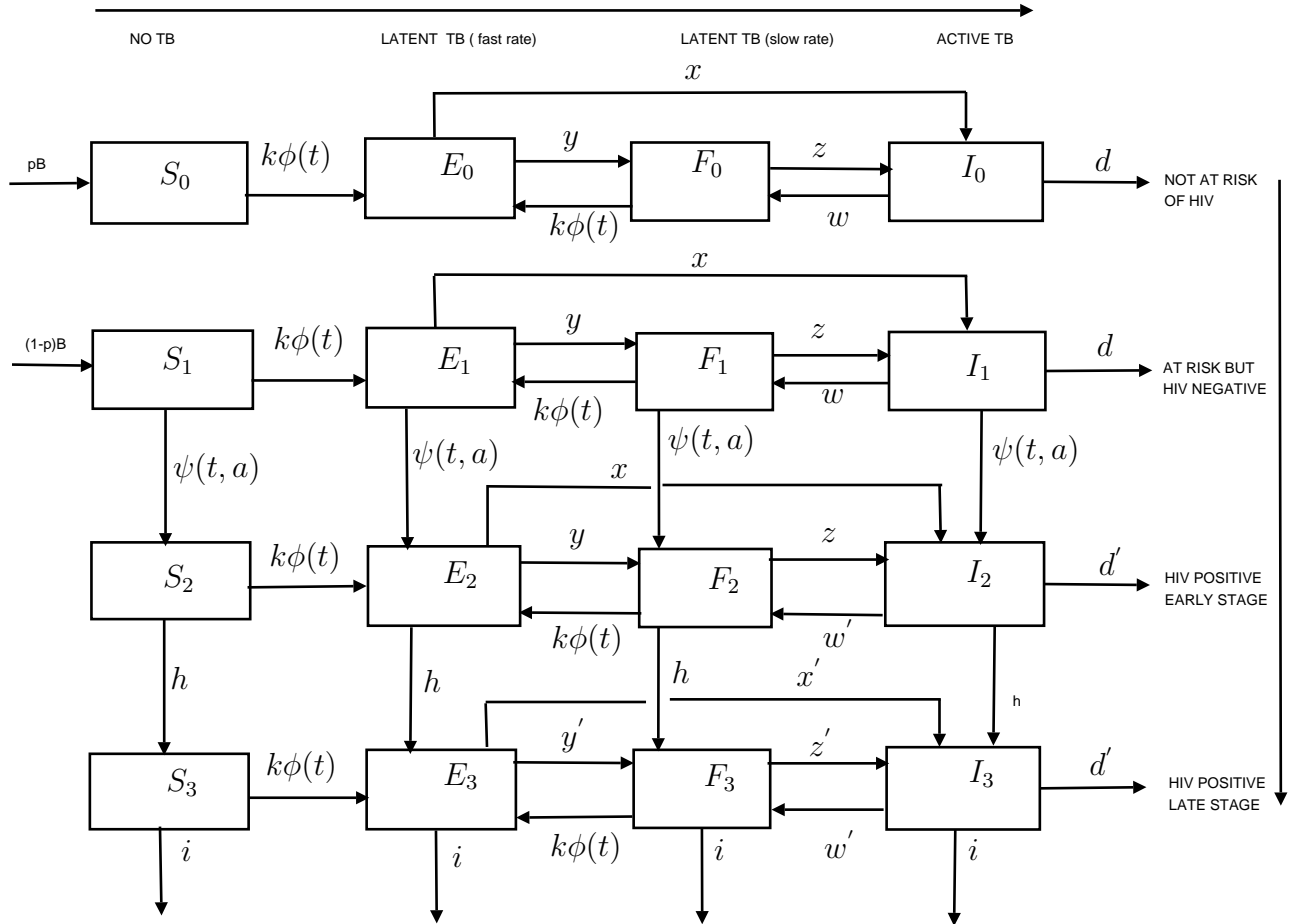 NO TB
LATENT TB ( fast rate)
LATENT TB (slow rate)
ACTIVE TB
x
pB
S₀
kϕ(t)
E₀
y
kϕ(t)
F₀
z
w
I₀
d
NOT AT RISK
OF HIV
x
(1-p)B
S₁
kϕ(t)
E₁
y
kϕ(t)
F₁
z
w
I₁
d
AT RISK BUT
HIV NEGATIVE
ψ(t, a)
ψ(t, a)
ψ(t, a)
ψ(t, a)
x
S₂
kϕ(t)
E₂
y
kϕ(t)
F₂
z
w′
I₂
d′
HIV POSITIVE
EARLY STAGE
h
h
h
h
x′
S₃
kϕ(t)
E₃
y′
kϕ(t)
F₃
z′
w′
I₃
d′
HIV POSITIVE
LATE STAGE
i
i
i
i